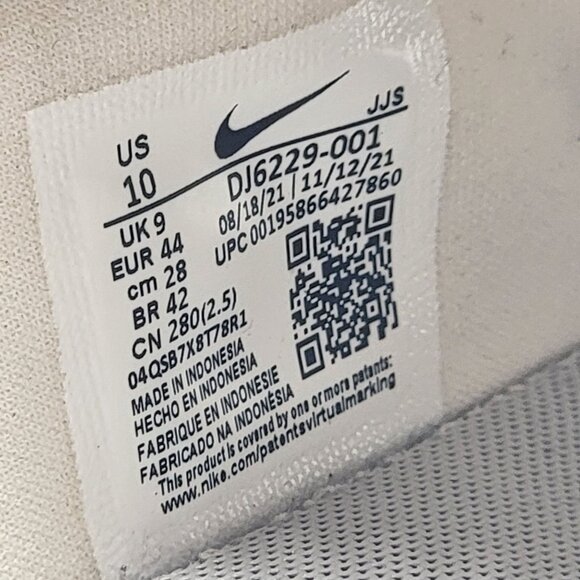 US
10
JJS
DJ6229-001
08/18/21 | 11/12/21
UPC 00195866427860
UK 9
EUR 44
cm 28
BR 42
CN 280(2.5)
04QSB7X8T78R1
MADE IN INDONESIA
HECHO EN INDONESIA
FABRIQUE EN INDONESIE
FABRICADO NA INDONÉSIA
This product is covered by one or more patents:
www.nike.com/patentsvirtualmarking